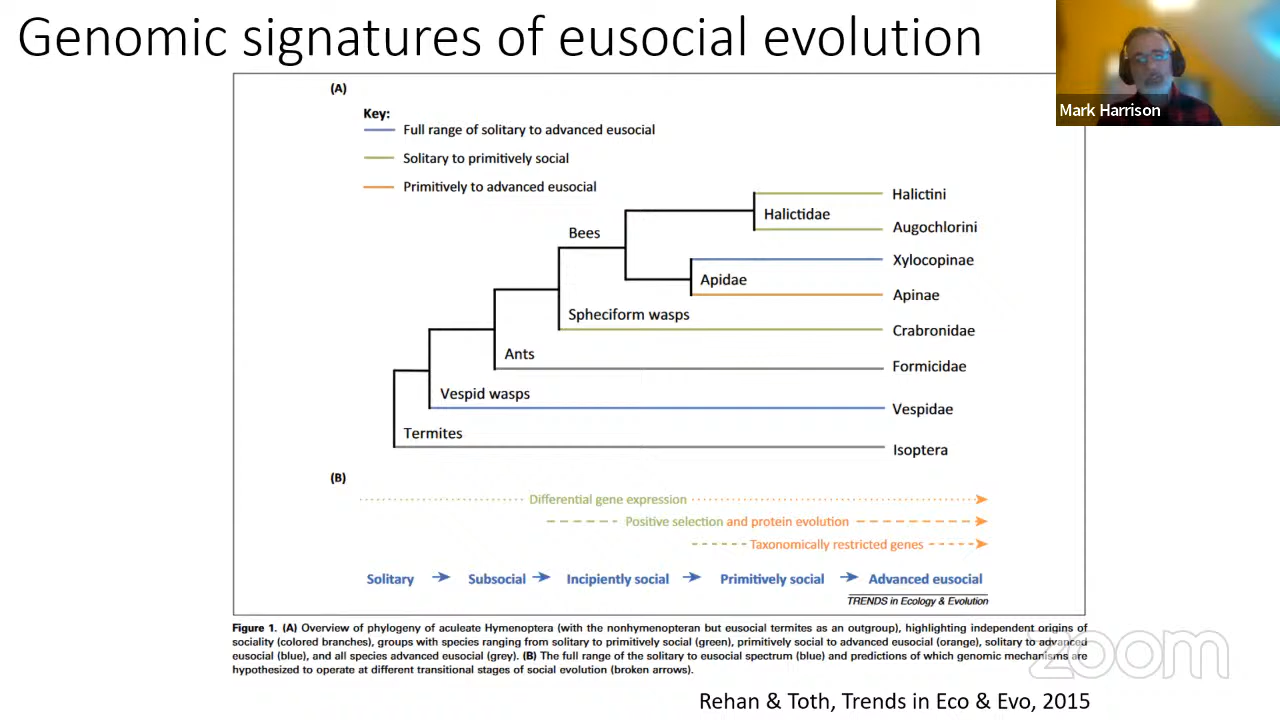 Genomic signatures of eusocial evolution
Mark Harrison
(A)
Key:
Full range of solitary to advanced eusocial
Solitary to primitively social
Primitively to advanced eusocial
Halictini
Halictidae
Augochlorini
Bees
Xylocopinae
Apidae
Apinae
Spheciform wasps
Crabronidae
Ants
Formicidae
Vespid wasps
Vespidae
Termites
Isoptera
(B)
Differential gene expression
Positive selection and protein evolution
Taxonomically restricted genes
Solitary Subsocial Incipiently social Primitively social Advanced eusocial
TRENDS in Ecology & Evolution
Figure 1. (A) Overview of phylogeny of aculeate Hymenoptera (with the nonhymenopteran but eusocial termites as an outgroup), highlighting independent origins of
sociality (colored branches), groups with species ranging from solitary to primitively social (green), primitively social to advanced eusocial (orange), solitary to advanced
eusocial (blue), and all species advanced eusocial (grey). (B) The full range of the solitary to eusocial spectrum (blue) and predictions of which genomic mechanisms are
hypothesized to operate at different transitional stages of social evolution (broken arrows).
zoom
Rehan & Toth, Trends in Eco & Evo, 2015